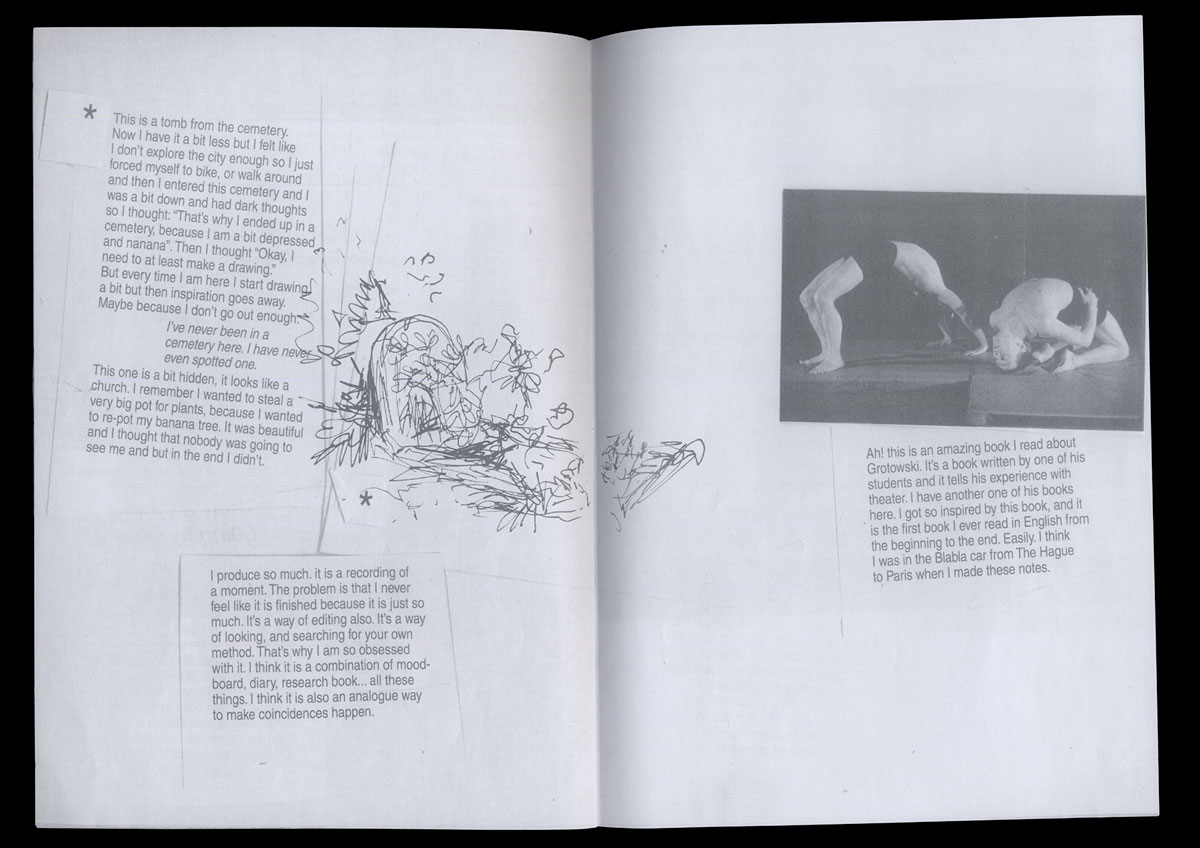 *
This is a tomb from the cemetery.
Now I have it a bit less but I felt like
I don't explore the city enough so I just
forced myself to bike, or walk around
and then I entered this cemetery and I
was a bit down and had dark thoughts
so I thought: “That's why I ended up in a
cemetery, because I am a bit depressed
and nanana”. Then I thought “Okay, I
need to at least make a drawing.”
But every time I am here I start drawing
a bit but then inspiration goes away.
Maybe because I don't go out enough.
I've never been in a
cemetery here. I have never
even spotted one.
This one is a bit hidden, it looks like a
church. I remember I wanted to steal a
very big pot for plants, because I wanted
to re-pot my banana tree. It was beautiful
and I thought that nobody was going to
see me and but in the end I didn't.
*
I produce so much. it is a recording of
a moment. The problem is that I never
feel like it is finished because it is just so
much. It's a way of editing also. It's a way
of looking, and searching for your own
method. That's why I am so obsessed
with it. I think it is a combination of mood-
board, diary, research book... all these
things. I think it is also an analogue way
to make coincidences happen.
Ah! this is an amazing book I read about
Grotowski. It's a book written by one of his
students and it tells his experience with
theater. I have another one of his books
here. I got so inspired by this book, and it
is the first book I ever read in English from
the beginning to the end. Easily. I think
I was in the Blabla car from The Hague
to Paris when I made these notes.